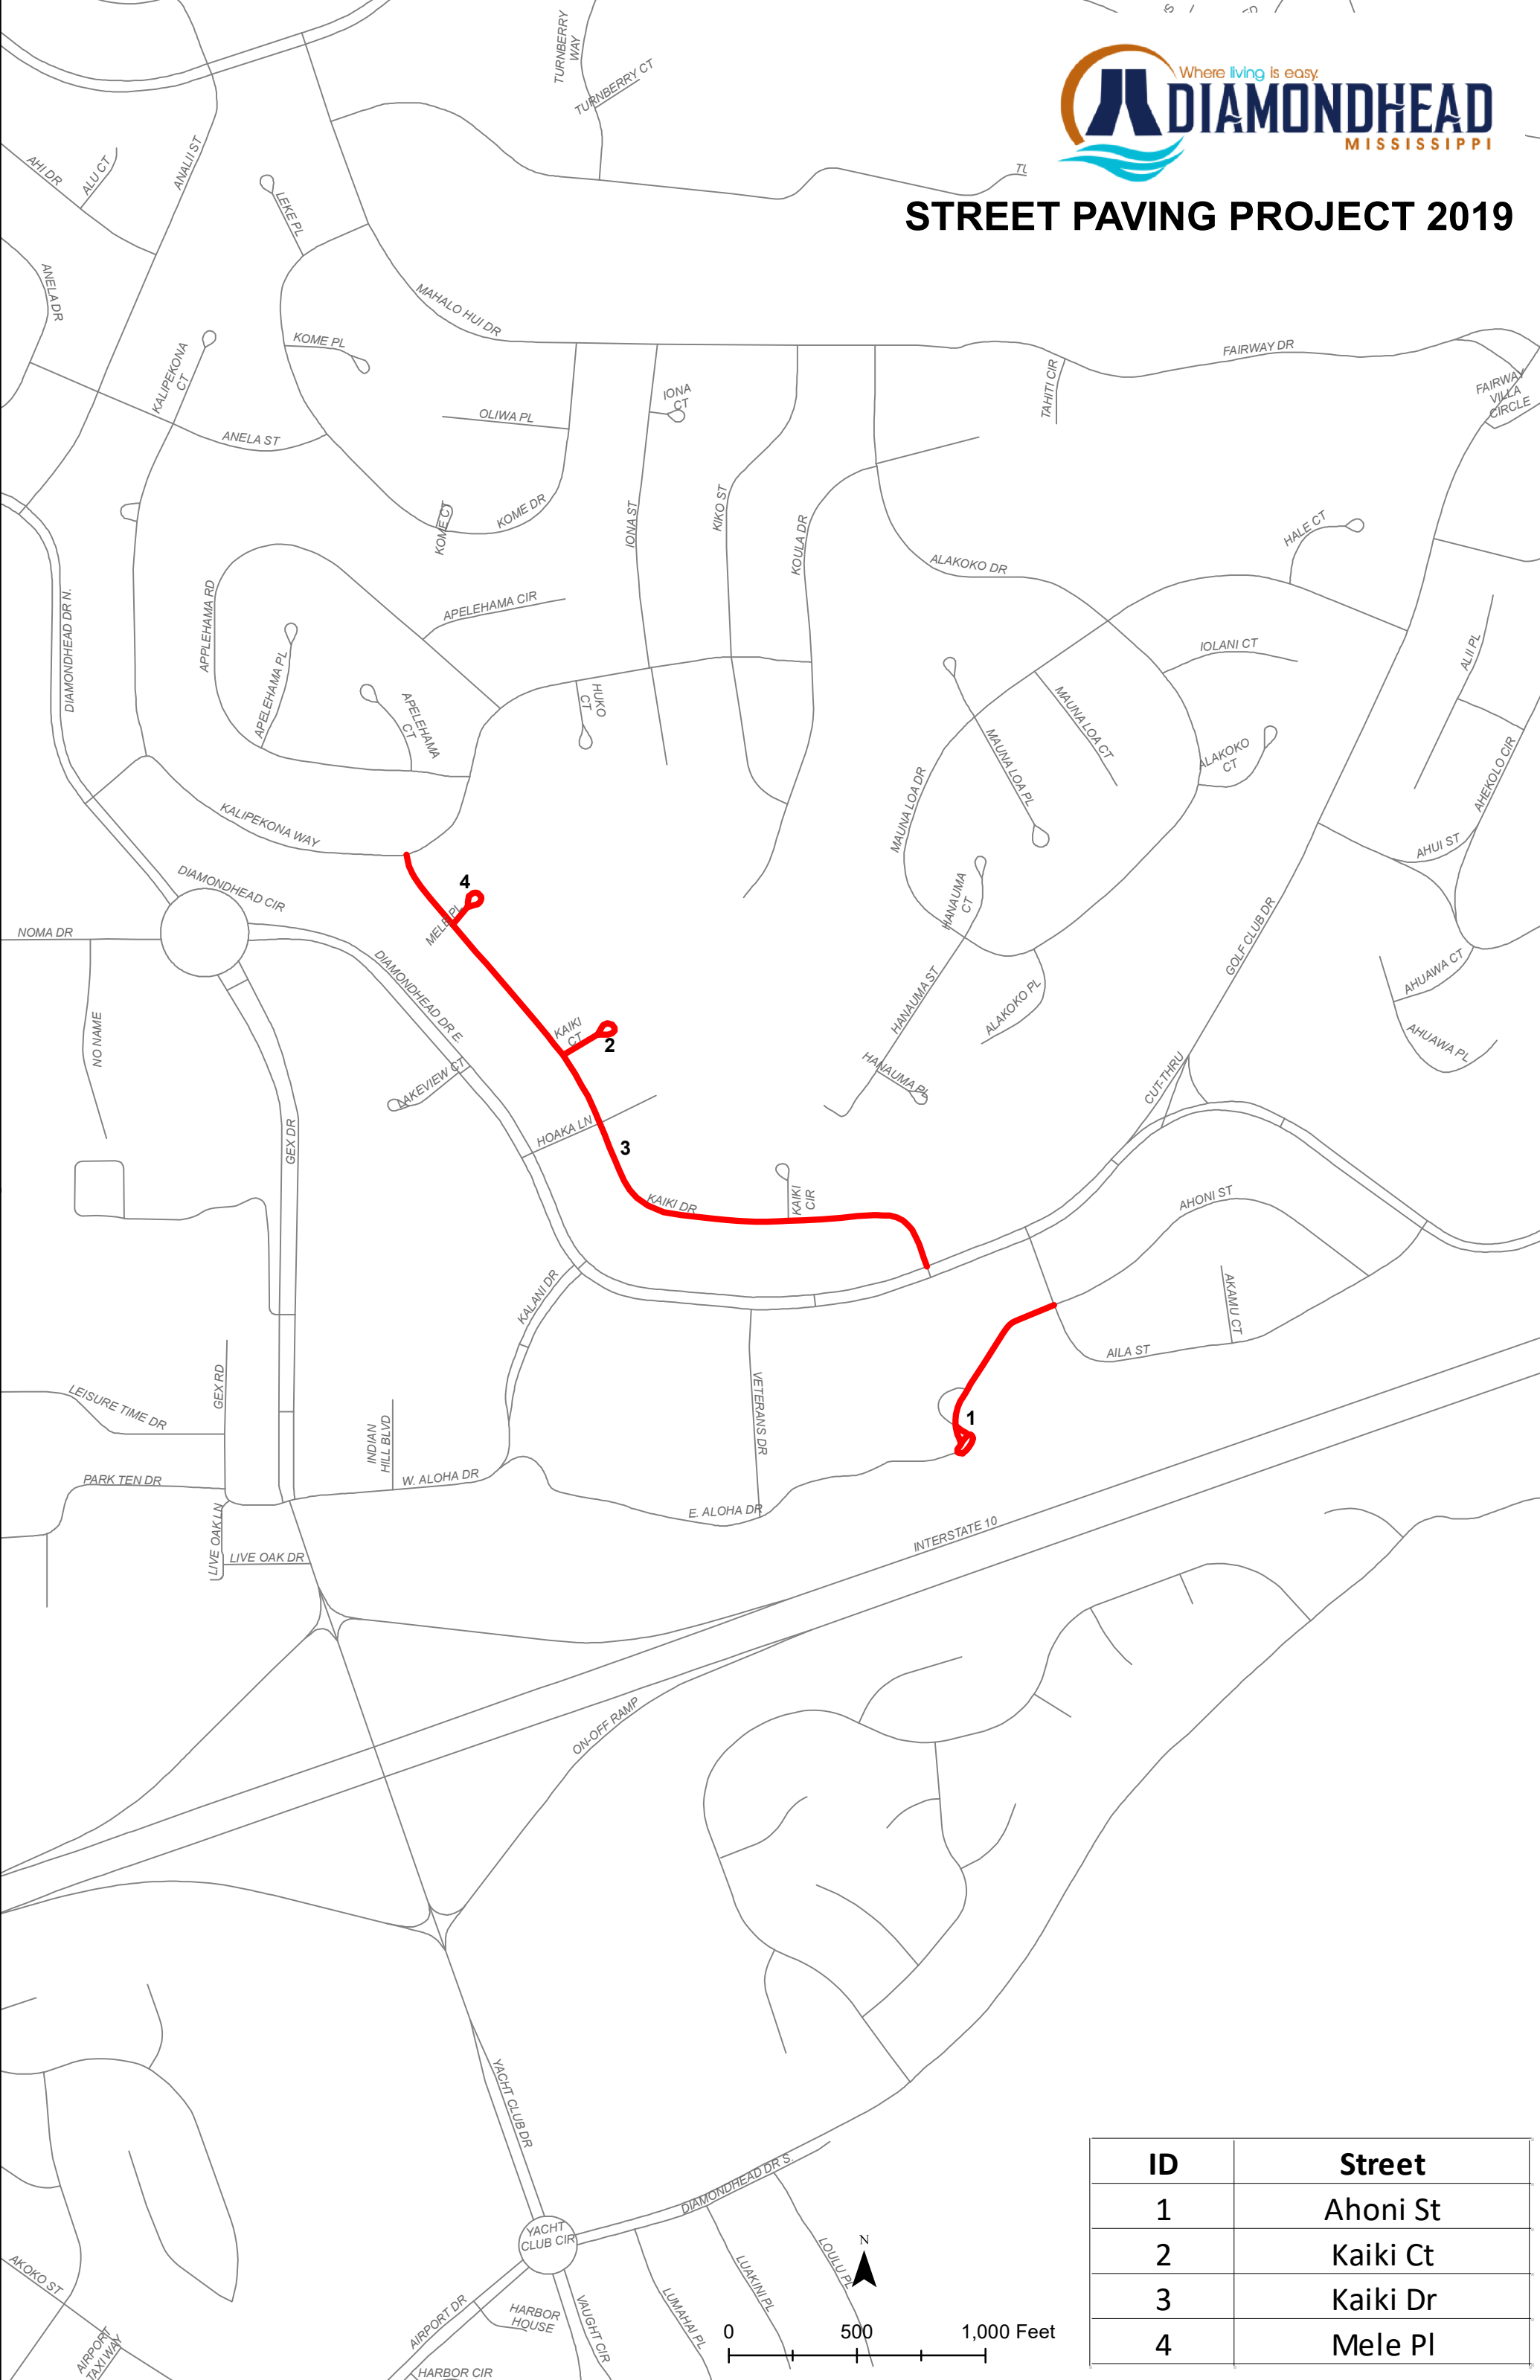 TURNBERRY
WAY
TURNBERRY CT
Where living is easy.
DIAMONDHEAD
MISSISSIPPI
STREET PAVING PROJECT 2019
AHI DR
ALU CT
ANALII ST
LEKE PL
ANELA DR
MAHALO HUI DR
KOME PL
KALIPEKONA
CT
FAIRWAY DR
TAHITI CIR
FAIRWAY
VILLA
CIRCLE
IONA
CT
OLIWA PL
ANELA ST
KOME CT
KOME DR
IONA ST
KIKO ST
KOULA DR
HALE CT
ALAKOKO DR
DIAMONDHEAD DR N.
APPLEHAMA RD
APELEHAMA CIR
APELEHAMA PL
APELEHAMA
CT
HUKO
CT
IOLANI CT
ALII PL
MAUNA LOA CT
MAUNA LOA PL
ALAKOKO
CT
MAUNA LOA DR
AHEKOLO CIR
KALIPEKONA WAY
AHUI ST
DIAMONDHEAD CIR
4
MELE PL
HANAUMA
CT
NOMA DR
DIAMONDHEAD DR E.
GOLF CLUB DR
AHUAWA CT
HANAUMA ST
ALAKOKO PL
NO NAME
KAIKI
CT
2
AHUAWA PL
LAKEVIEW CT
HANAUMA PL
CUT-THRU
GEX DR
HOAKA LN
3
KAIKI DR
KAIKI
CIR
AHONI ST
KALANI DR
AKAMU CT
AILA ST
GEX RD
LEISURE TIME DR
INDIAN
HILL BLVD
VETERANS DR
1
PARK TEN DR
W. ALOHA DR
E. ALOHA DR
LIVE OAK LN
LIVE OAK DR
INTERSTATE 10
ON-OFF RAMP
YACHT CLUB DR
DIAMONDHEAD DR S.
YACHT
CLUB CIR
AKOKO ST
AIRPORT
TAXI WAY
AIRPORT DR
HARBOR
HOUSE
HARBOR CIR
VAUGHT CIR
LUMAHAI PL
LUAKINI PL
LOULU PL
N
0 500 1,000 Feet
ID Street
1 Ahoni St
2 Kaiki Ct
3 Kaiki Dr
4 Mele Pl